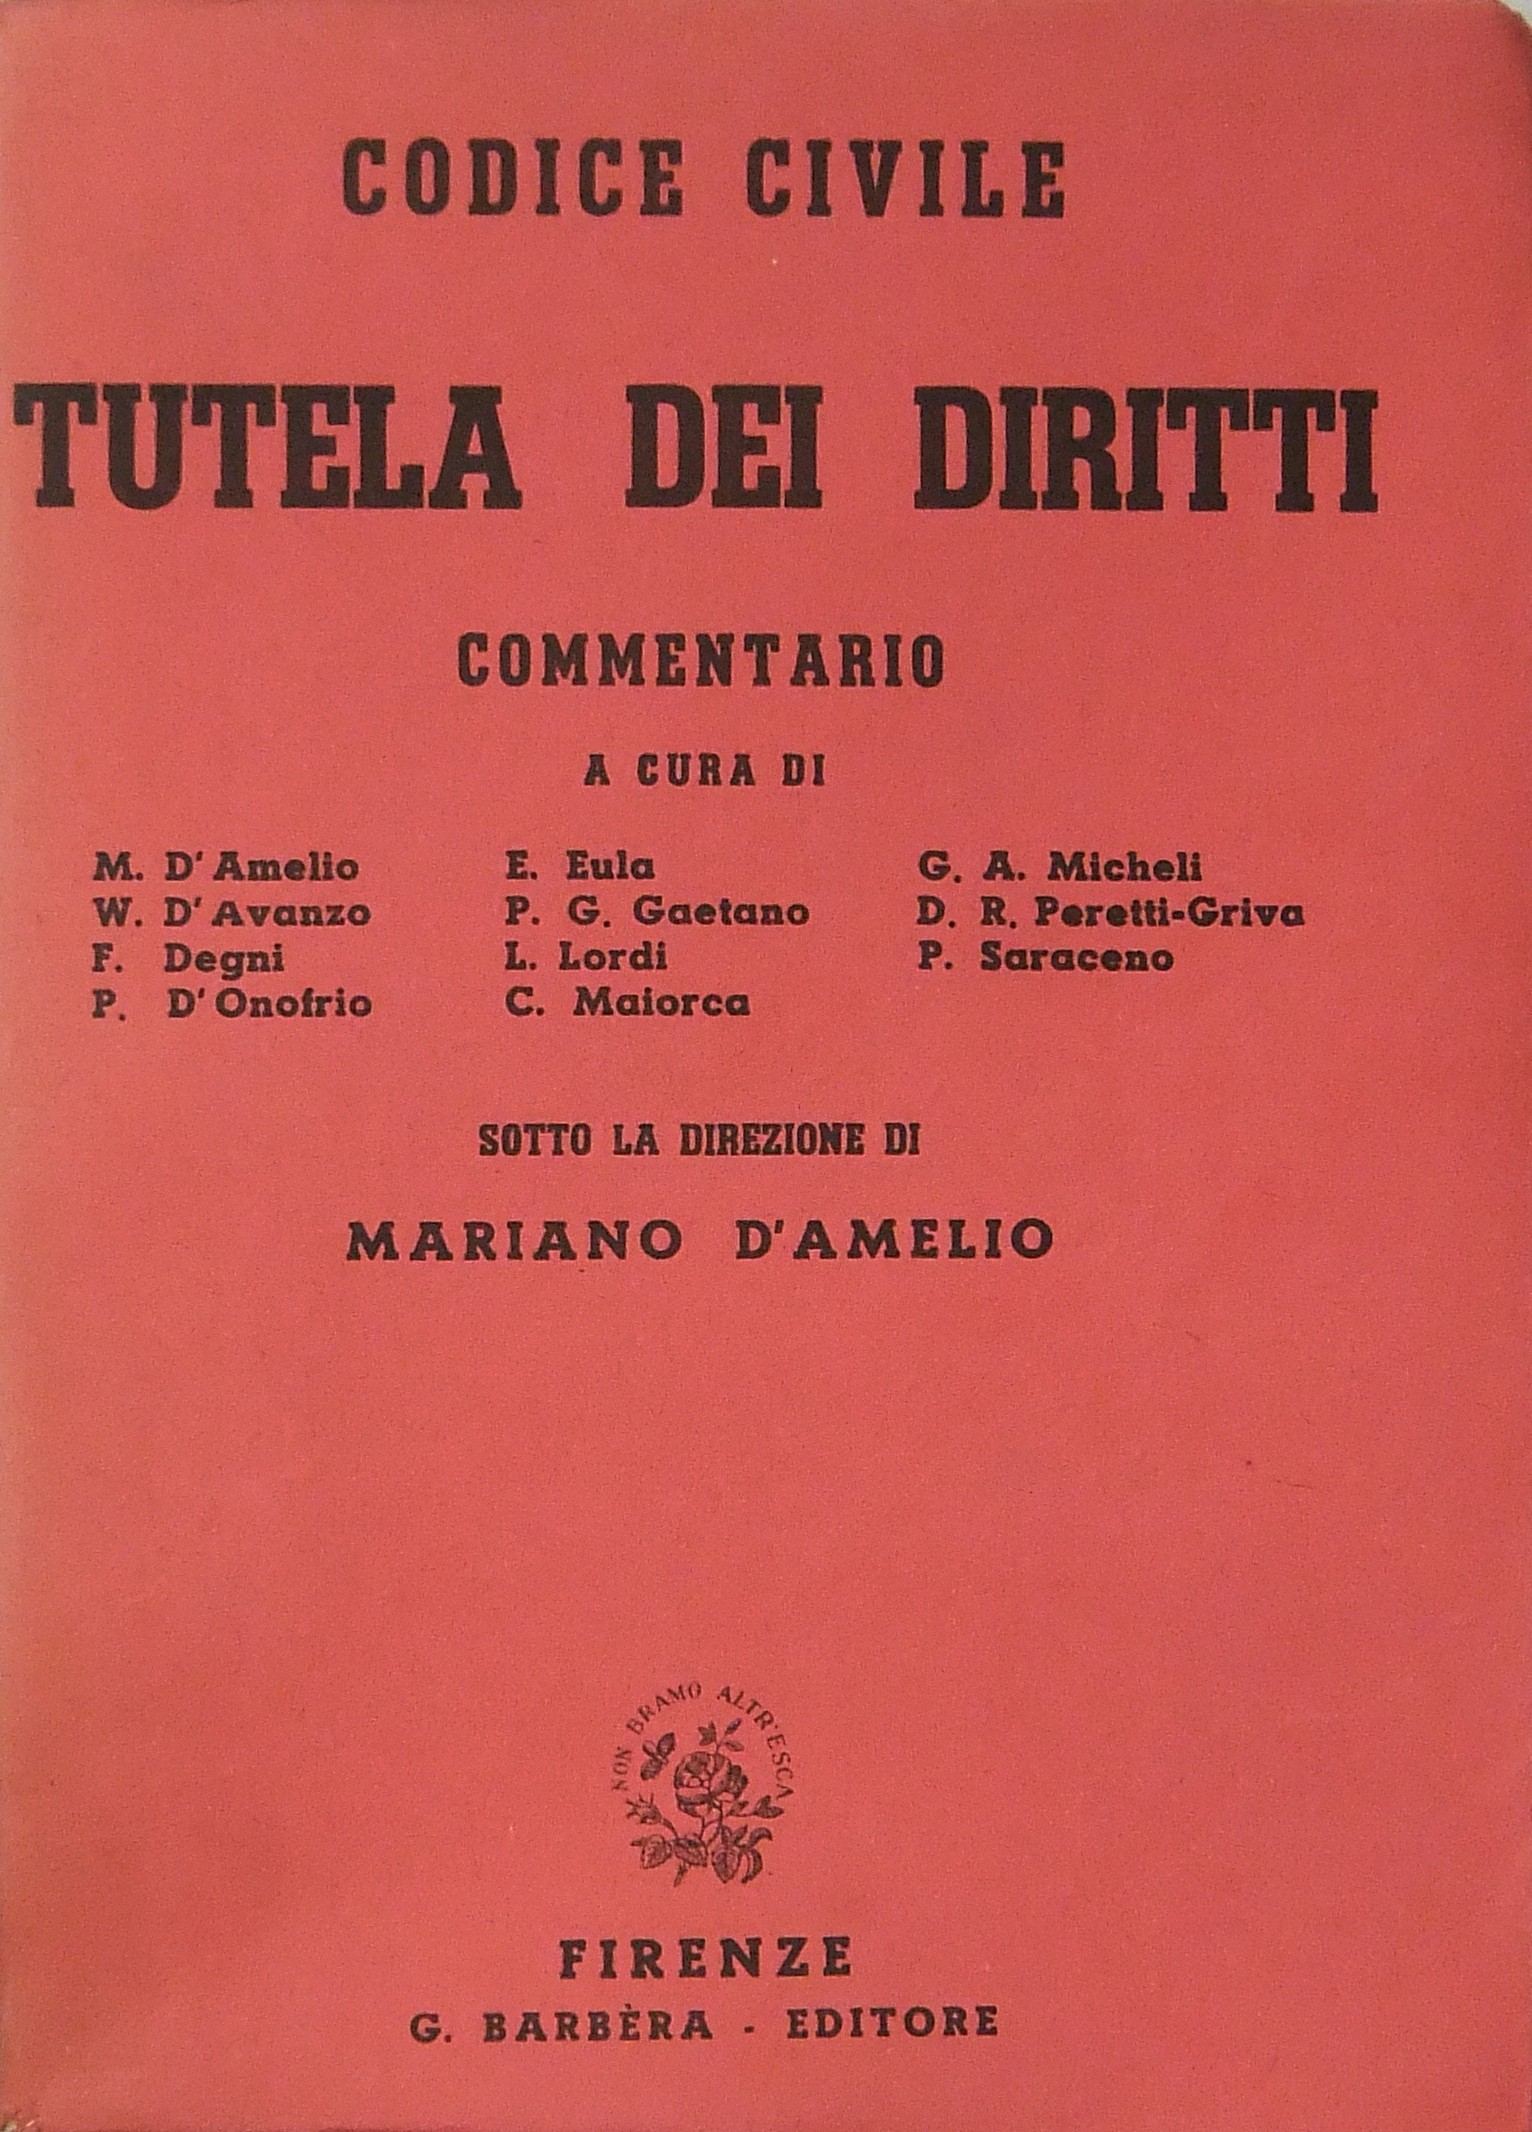 CODICE CIVILE
TUTELA DEI DIRITTI
COMMENTARIO
A CURA DI
M. D'Amelio
W. D'Avanzo
F. Degni
P. D'Onofrio
E. Eula
P. G. Gaetano
L. Lordi
C. Maiorca
G. A. Micheli
D. R. Peretti-Griva
P. Saraceno
SOTTO LA DIREZIONE DI
MARIANO D'AMELIO
NON BRAMO ALTR'ESCA
FIRENZE
G. BARBÈRA - EDITORE